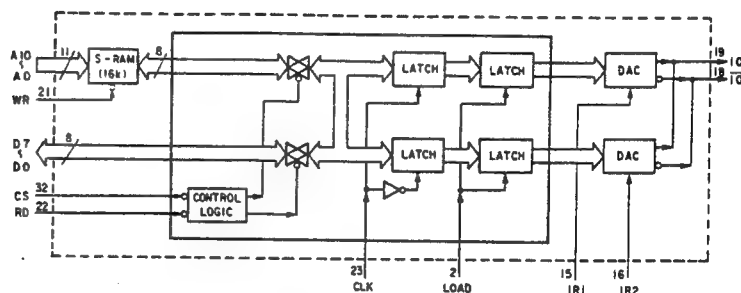 A10
A0
11
S-RAM
(16k)
8
WR 21
D7
D0
8
CS 32
RD 22
CONTROL
LOGIC
LATCH
LATCH
LATCH
LATCH
DAC
DAC
19
IO
18
IO
23
CLK
2
LOAD
15
IR1
16
IR2